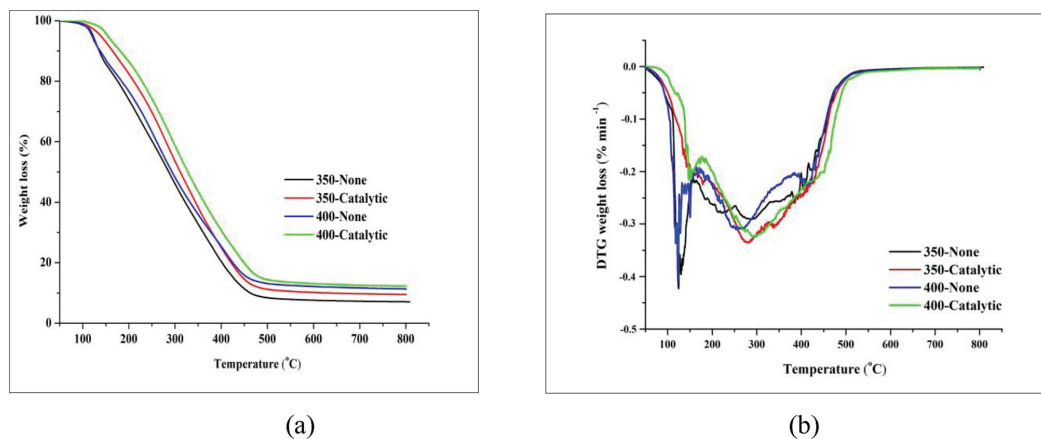 100
80
60
40
20
0
Weight loss (%)
350-None
350-Catalytic
400-None
400-Catalytic
100 200 300 400 500 600 700 800
Temperature (°C)
(a)
0.0
-0.1
-0.2
-0.3
-0.4
-0.5
DTG weight loss (% min ⁻¹)
350-None
350-Catalytic
400-None
400-Catalytic
100 200 300 400 500 600 700 800
Temperature (°C)
(b)